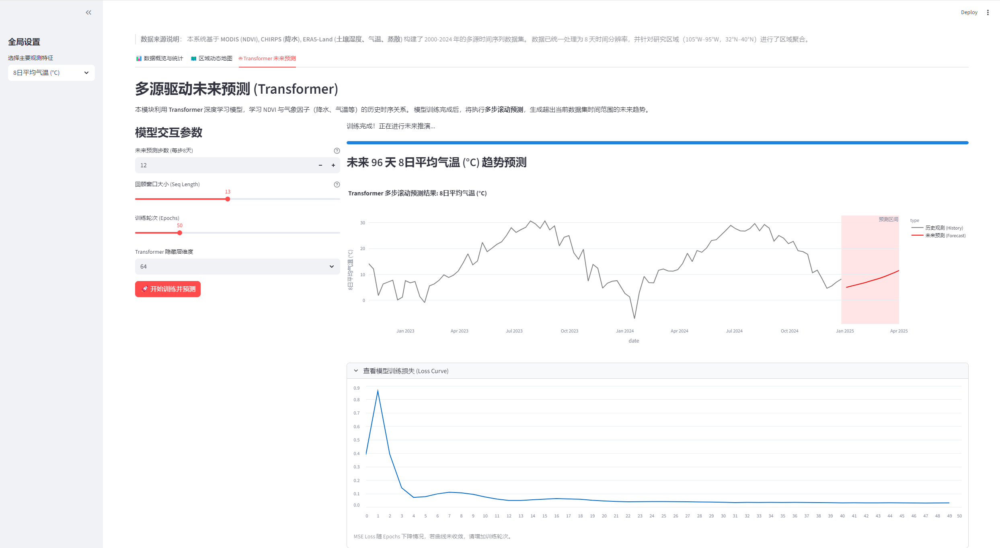 Deploy
全局设置
选择主要观测特征
8日平均气温 (°C)
数据来源说明： 本系统基于 MODIS (NDVI), CHIRPS (降水), ERA5-Land (土壤湿度、气温、蒸散) 构建了 2000-2024 年的多源时间序列数据集。 数据已统一处理为 8 天时间分辨率，并针对研究区域（105°W–95°W，32°N–40°N）进行了区域聚合。
数据概览与统计 区域动态地图 Transformer 未来预测
多源驱动未来预测 (Transformer)
本模块利用 Transformer 深度学习模型，学习 NDVI 与气象因子（降水、气温等）的历史时序关系。 模型训练完成后，将执行多步滚动预测，生成超出当前数据集时间范围的未来趋势。
模型交互参数
未来预测步数 (每步8天)
12
回顾窗口大小 (Seq Length)
13
训练轮次 (Epochs)
50
Transformer 隐藏层维度
64
开始训练并预测
训练完成！正在进行未来推演...
未来 96 天 8日平均气温 (°C) 趋势预测
Transformer 多步滚动预测结果: 8日平均气温 (°C)
预测区间
type
历史观测 (History)
未来预测 (Forecast)
30
20
10
0
8日平均气温 (°C)
Jan 2023 Apr 2023 Jul 2023 Oct 2023 Jan 2024 Apr 2024 Jul 2024 Oct 2024 Jan 2025 Apr 2025
date
查看模型训练损失 (Loss Curve)
0.9
0.8
0.7
0.6
0.5
0.4
0.3
0.2
0.1
0.0
0 1 2 3 4 5 6 7 8 9 10 11 12 13 14 15 16 17 18 19 20 21 22 23 24 25 26 27 28 29 30 31 32 33 34 35 36 37 38 39 40 41 42 43 44 45 46 47 48 49 50
MSE Loss 随 Epochs 下降情况，若曲线未收敛，请增加训练轮次。